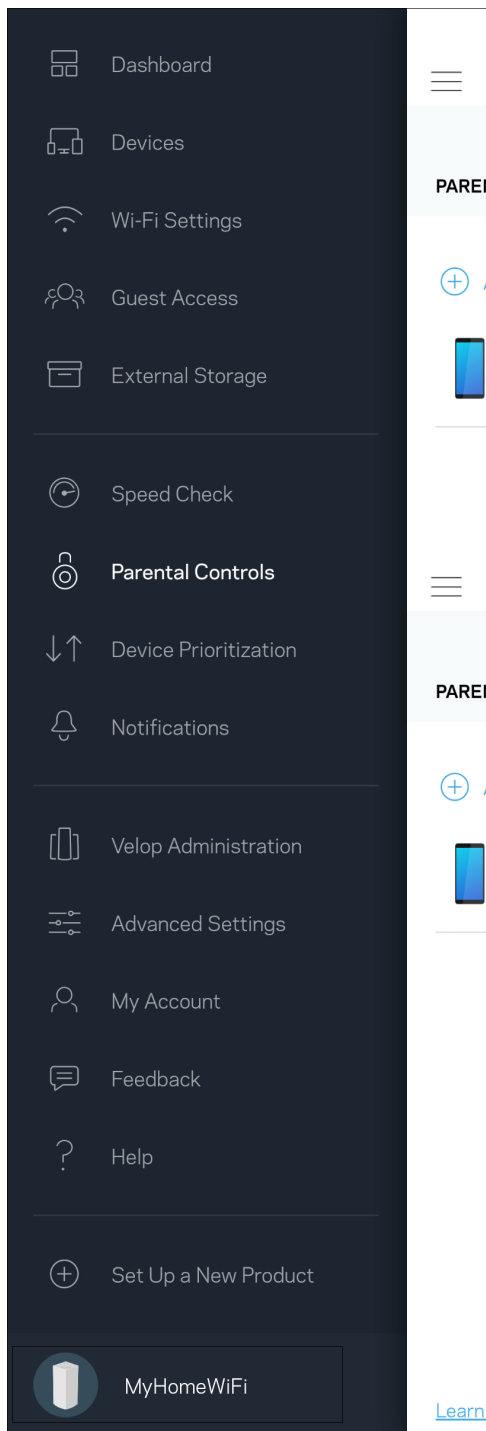 Dashboard
Devices
Wi-Fi Settings
Guest Access
External Storage
Speed Check
Parental Controls
Device Prioritization
Notifications
Velop Administration
Advanced Settings
My Account
Feedback
Help
Set Up a New Product
MyHomeWiFi
Learn